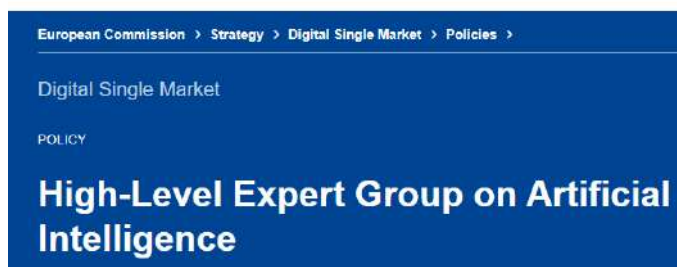 European Commission > Strategy > Digital Single Market > Policies >
Digital Single Market
POLICY
High-Level Expert Group on Artificial
Intelligence